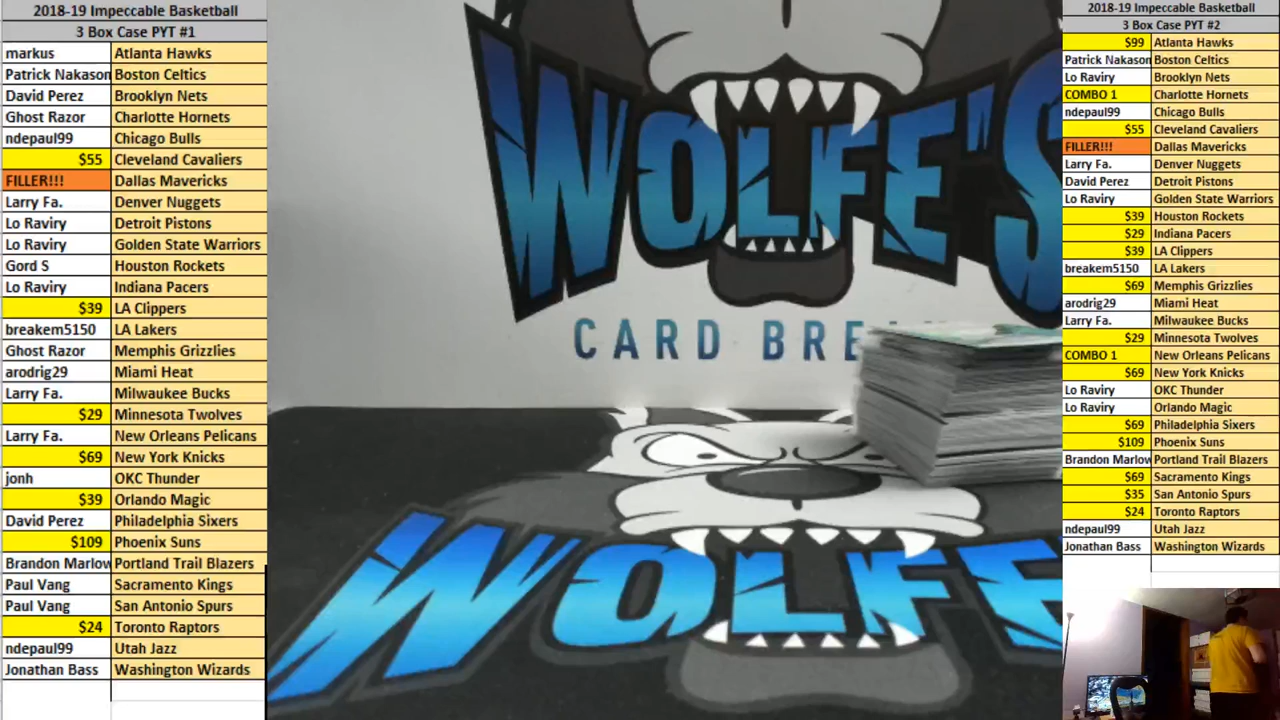 2018-19 Impeccable Basketball
3 Box Case PYT #1
markus Atlanta Hawks
Patrick Nakason Boston Celtics
David Perez Brooklyn Nets
Ghost Razor Charlotte Hornets
ndepaul99 Chicago Bulls
$55 Cleveland Cavaliers
FILLER!!! Dallas Mavericks
Larry Fa. Denver Nuggets
Lo Raviry Detroit Pistons
Lo Raviry Golden State Warriors
Gord S Houston Rockets
Lo Raviry Indiana Pacers
$39 LA Clippers
breakem5150 LA Lakers
Ghost Razor Memphis Grizzlies
arodrig29 Miami Heat
Larry Fa. Milwaukee Bucks
$29 Minnesota Twolves
Larry Fa. New Orleans Pelicans
$69 New York Knicks
jonh OKC Thunder
$39 Orlando Magic
David Perez Philadelphia Sixers
$109 Phoenix Suns
Brandon Marlow Portland Trail Blazers
Paul Vang Sacramento Kings
Paul Vang San Antonio Spurs
$24 Toronto Raptors
ndepaul99 Utah Jazz
Jonathan Bass Washington Wizards
WOLFE'S
CARD BRE
WOLFE
2018-19 Impeccable Basketball
3 Box Case PYT #2
$99 Atlanta Hawks
Patrick Nakason Boston Celtics
Lo Raviry Brooklyn Nets
COMBO 1 Charlotte Hornets
ndepaul99 Chicago Bulls
$55 Cleveland Cavaliers
FILLER!!! Dallas Mavericks
Larry Fa. Denver Nuggets
David Perez Detroit Pistons
Lo Raviry Golden State Warriors
$39 Houston Rockets
$29 Indiana Pacers
$39 LA Clippers
breakem5150 LA Lakers
$69 Memphis Grizzlies
arodrig29 Miami Heat
Larry Fa. Milwaukee Bucks
$29 Minnesota Twolves
COMBO 1 New Orleans Pelicans
$69 New York Knicks
Lo Raviry OKC Thunder
Lo Raviry Orlando Magic
$69 Philadelphia Sixers
$109 Phoenix Suns
Brandon Marlow Portland Trail Blazers
$69 Sacramento Kings
$35 San Antonio Spurs
$24 Toronto Raptors
ndepaul99 Utah Jazz
Jonathan Bass Washington Wizards